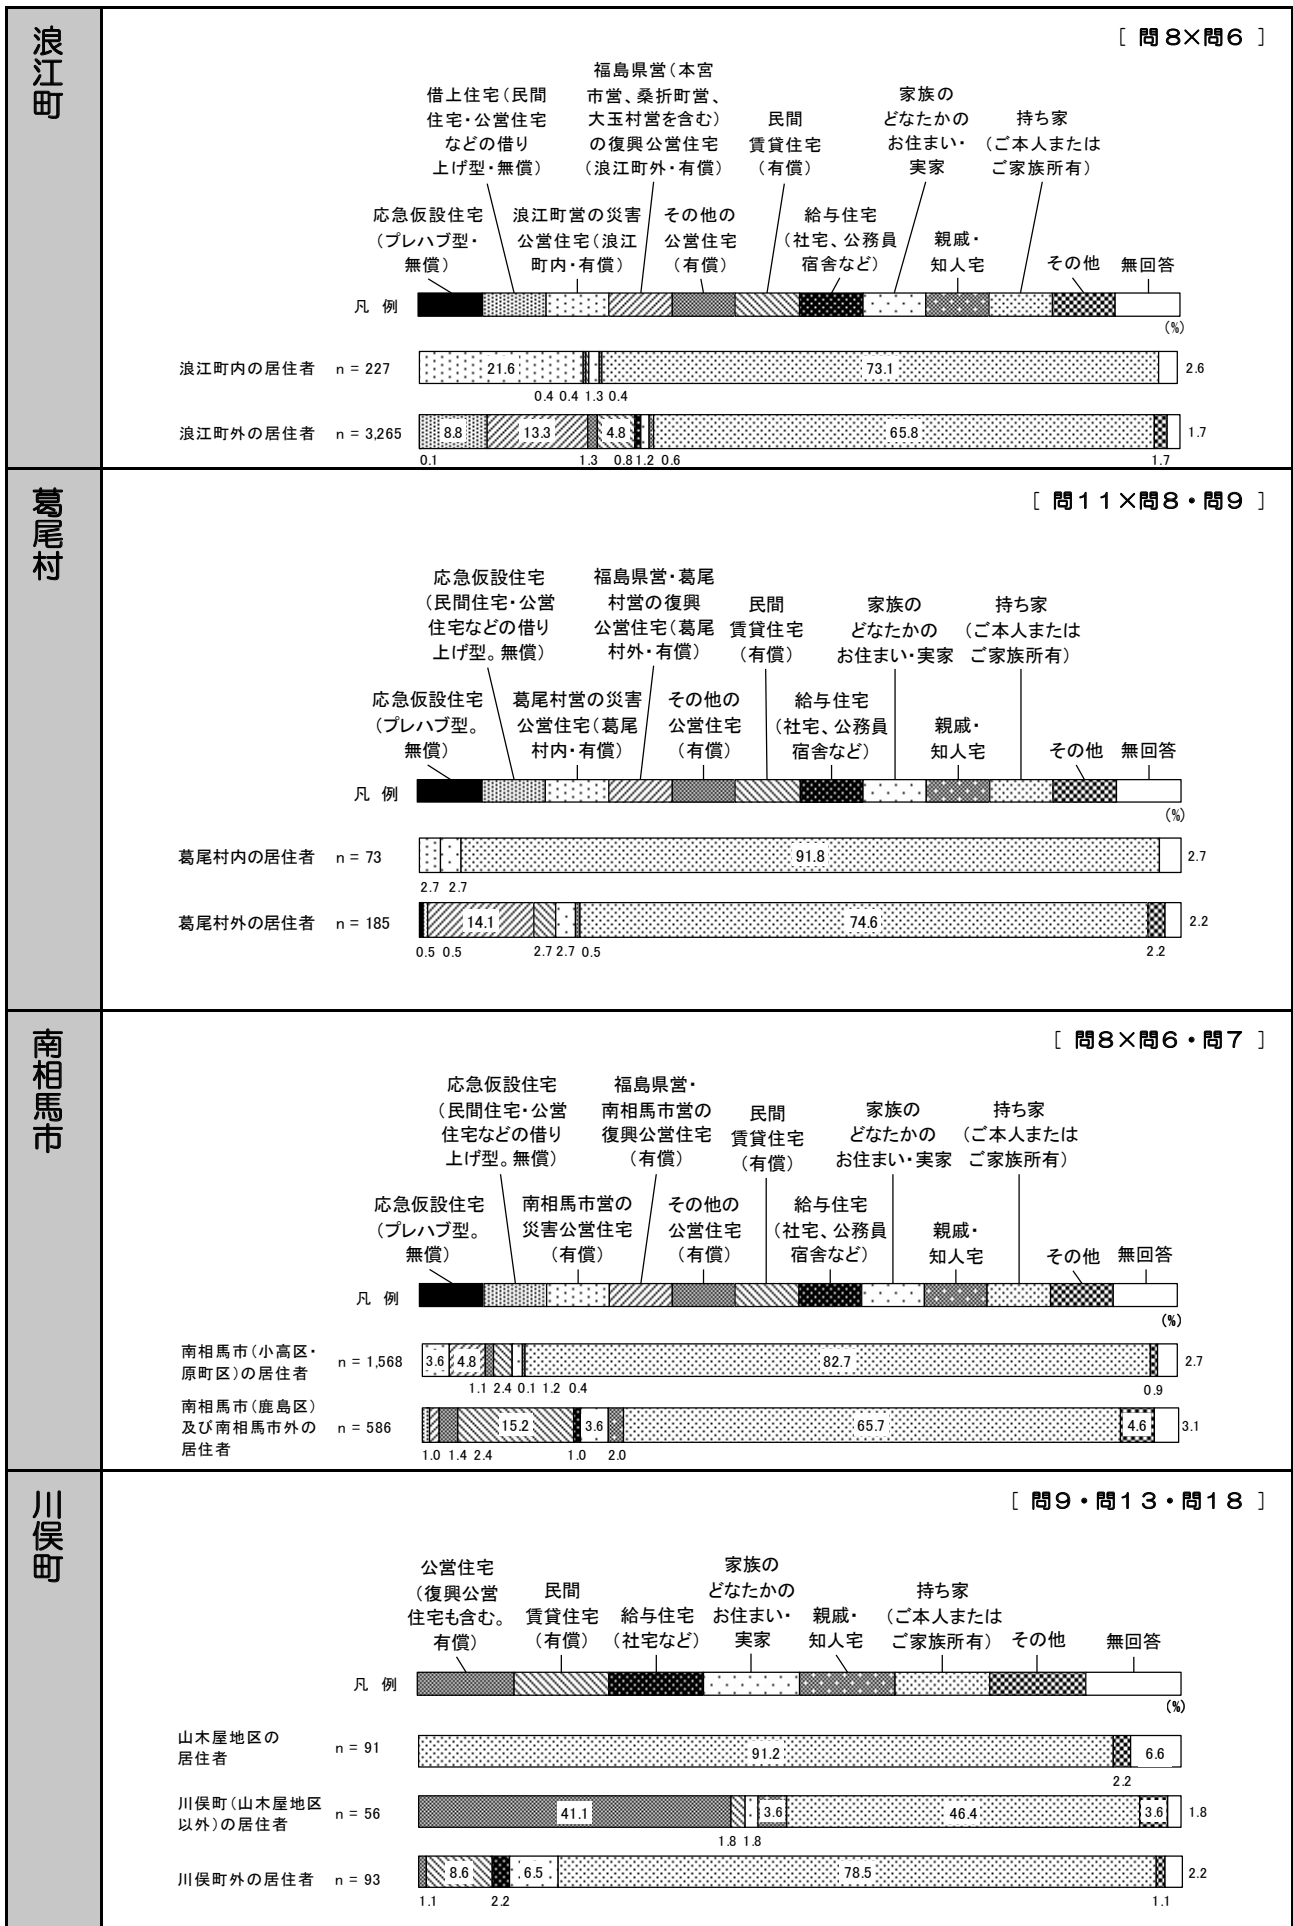 浪江町
[ 問8×問6 ]
借上住宅(民間
住宅・公営住宅
などの借り
上げ型・無償)
福島県営(本宮
市営、桑折町営、
大玉村営を含む)
の復興公営住宅
(浪江町外・有償)
民間
賃貸住宅
(有償)
家族の
どなたかの
お住まい・
実家
持ち家
(ご本人または
ご家族所有)
応急仮設住宅
(プレハブ型・
無償)
浪江町営の災害
公営住宅(浪江
町内・有償)
その他の
公営住宅
(有償)
給与住宅
(社宅、公務員
宿舎など)
親戚・
知人宅
その他
無回答
凡 例
(%)
浪江町内の居住者 n = 227 21.6 73.1 2.6
0.4 0.4 1.3 0.4
浪江町外の居住者 n = 3,265 8.8 13.3 4.8 65.8 1.7
0.1 1.3 0.8 1.2 0.6 1.7
葛尾村
[ 問11×問8・問9 ]
応急仮設住宅
(民間住宅・公営
住宅などの借り
上げ型。無償)
福島県営・葛尾
村営の復興
公営住宅(葛尾
村外・有償)
民間
賃貸住宅
(有償)
家族の
どなたかの
お住まい・実家
持ち家
(ご本人または
ご家族所有)
応急仮設住宅
(プレハブ型。
無償)
葛尾村営の災害
公営住宅(葛尾
村内・有償)
その他の
公営住宅
(有償)
給与住宅
(社宅、公務員
宿舎など)
親戚・
知人宅
その他
無回答
凡 例
(%)
葛尾村内の居住者 n = 73 91.8 2.7
2.7 2.7
葛尾村外の居住者 n = 185 14.1 74.6 2.2
0.5 0.5 2.7 2.7 0.5 2.2
南相馬市
[ 問8×問6・問7 ]
応急仮設住宅
(民間住宅・公営
住宅などの借り
上げ型。無償)
福島県営・
南相馬市営の
復興公営住宅
(有償)
民間
賃貸住宅
(有償)
家族の
どなたかの
お住まい・実家
持ち家
(ご本人または
ご家族所有)
応急仮設住宅
(プレハブ型。
無償)
南相馬市営の
災害公営住宅
(有償)
その他の
公営住宅
(有償)
給与住宅
(社宅、公務員
宿舎など)
親戚・
知人宅
その他
無回答
凡 例
(%)
南相馬市(小高区・
原町区)の居住者 n = 1,568 3.6 4.8 82.7 2.7
1.1 2.4 0.1 1.2 0.4 0.9
南相馬市(鹿島区)
及び南相馬市外の
居住者 n = 586 15.2 3.6 65.7 4.6 3.1
1.0 1.4 2.4 1.0 2.0
川俣町
[ 問9・問13・問18 ]
公営住宅
(復興公営
住宅も含む。
有償)
民間
賃貸住宅
(有償)
給与住宅
(社宅など)
家族の
どなたかの
お住まい・
実家
親戚・
知人宅
持ち家
(ご本人または
ご家族所有)
その他
無回答
凡 例
(%)
山木屋地区の
居住者 n = 91 91.2 6.6
2.2
川俣町(山木屋地区
以外)の居住者 n = 56 41.1 3.6 46.4 3.6 1.8
1.8 1.8
川俣町外の居住者 n = 93 8.6 6.5 78.5 2.2
1.1 2.2 1.1